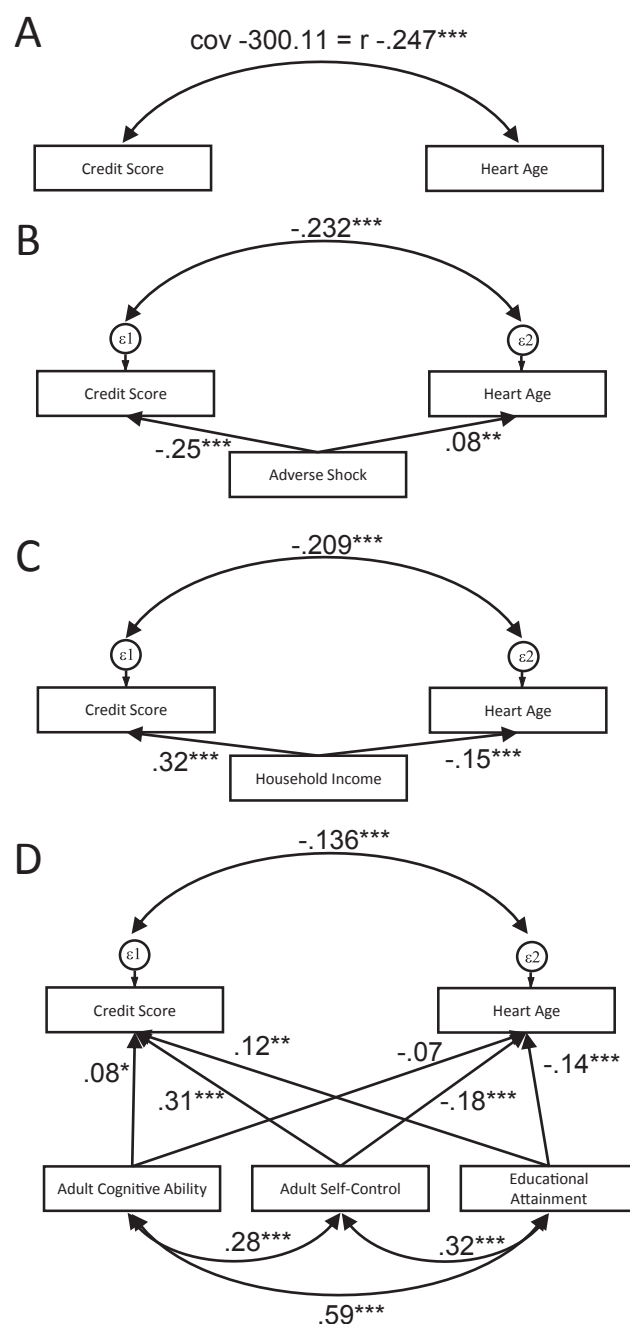 A
cov -300.11 = r -.247***
Credit Score
Heart Age
B
-.232***
ε1
ε2
Credit Score
Heart Age
-.25***
.08**
Adverse Shock
C
-.209***
ε1
ε2
Credit Score
Heart Age
.32***
-.15***
Household Income
D
-.136***
ε1
ε2
Credit Score
Heart Age
.08*
.31***
.12**
-.07
-.18***
-.14***
Adult Cognitive Ability
Adult Self-Control
Educational
Attainment
.28***
.32***
.59***